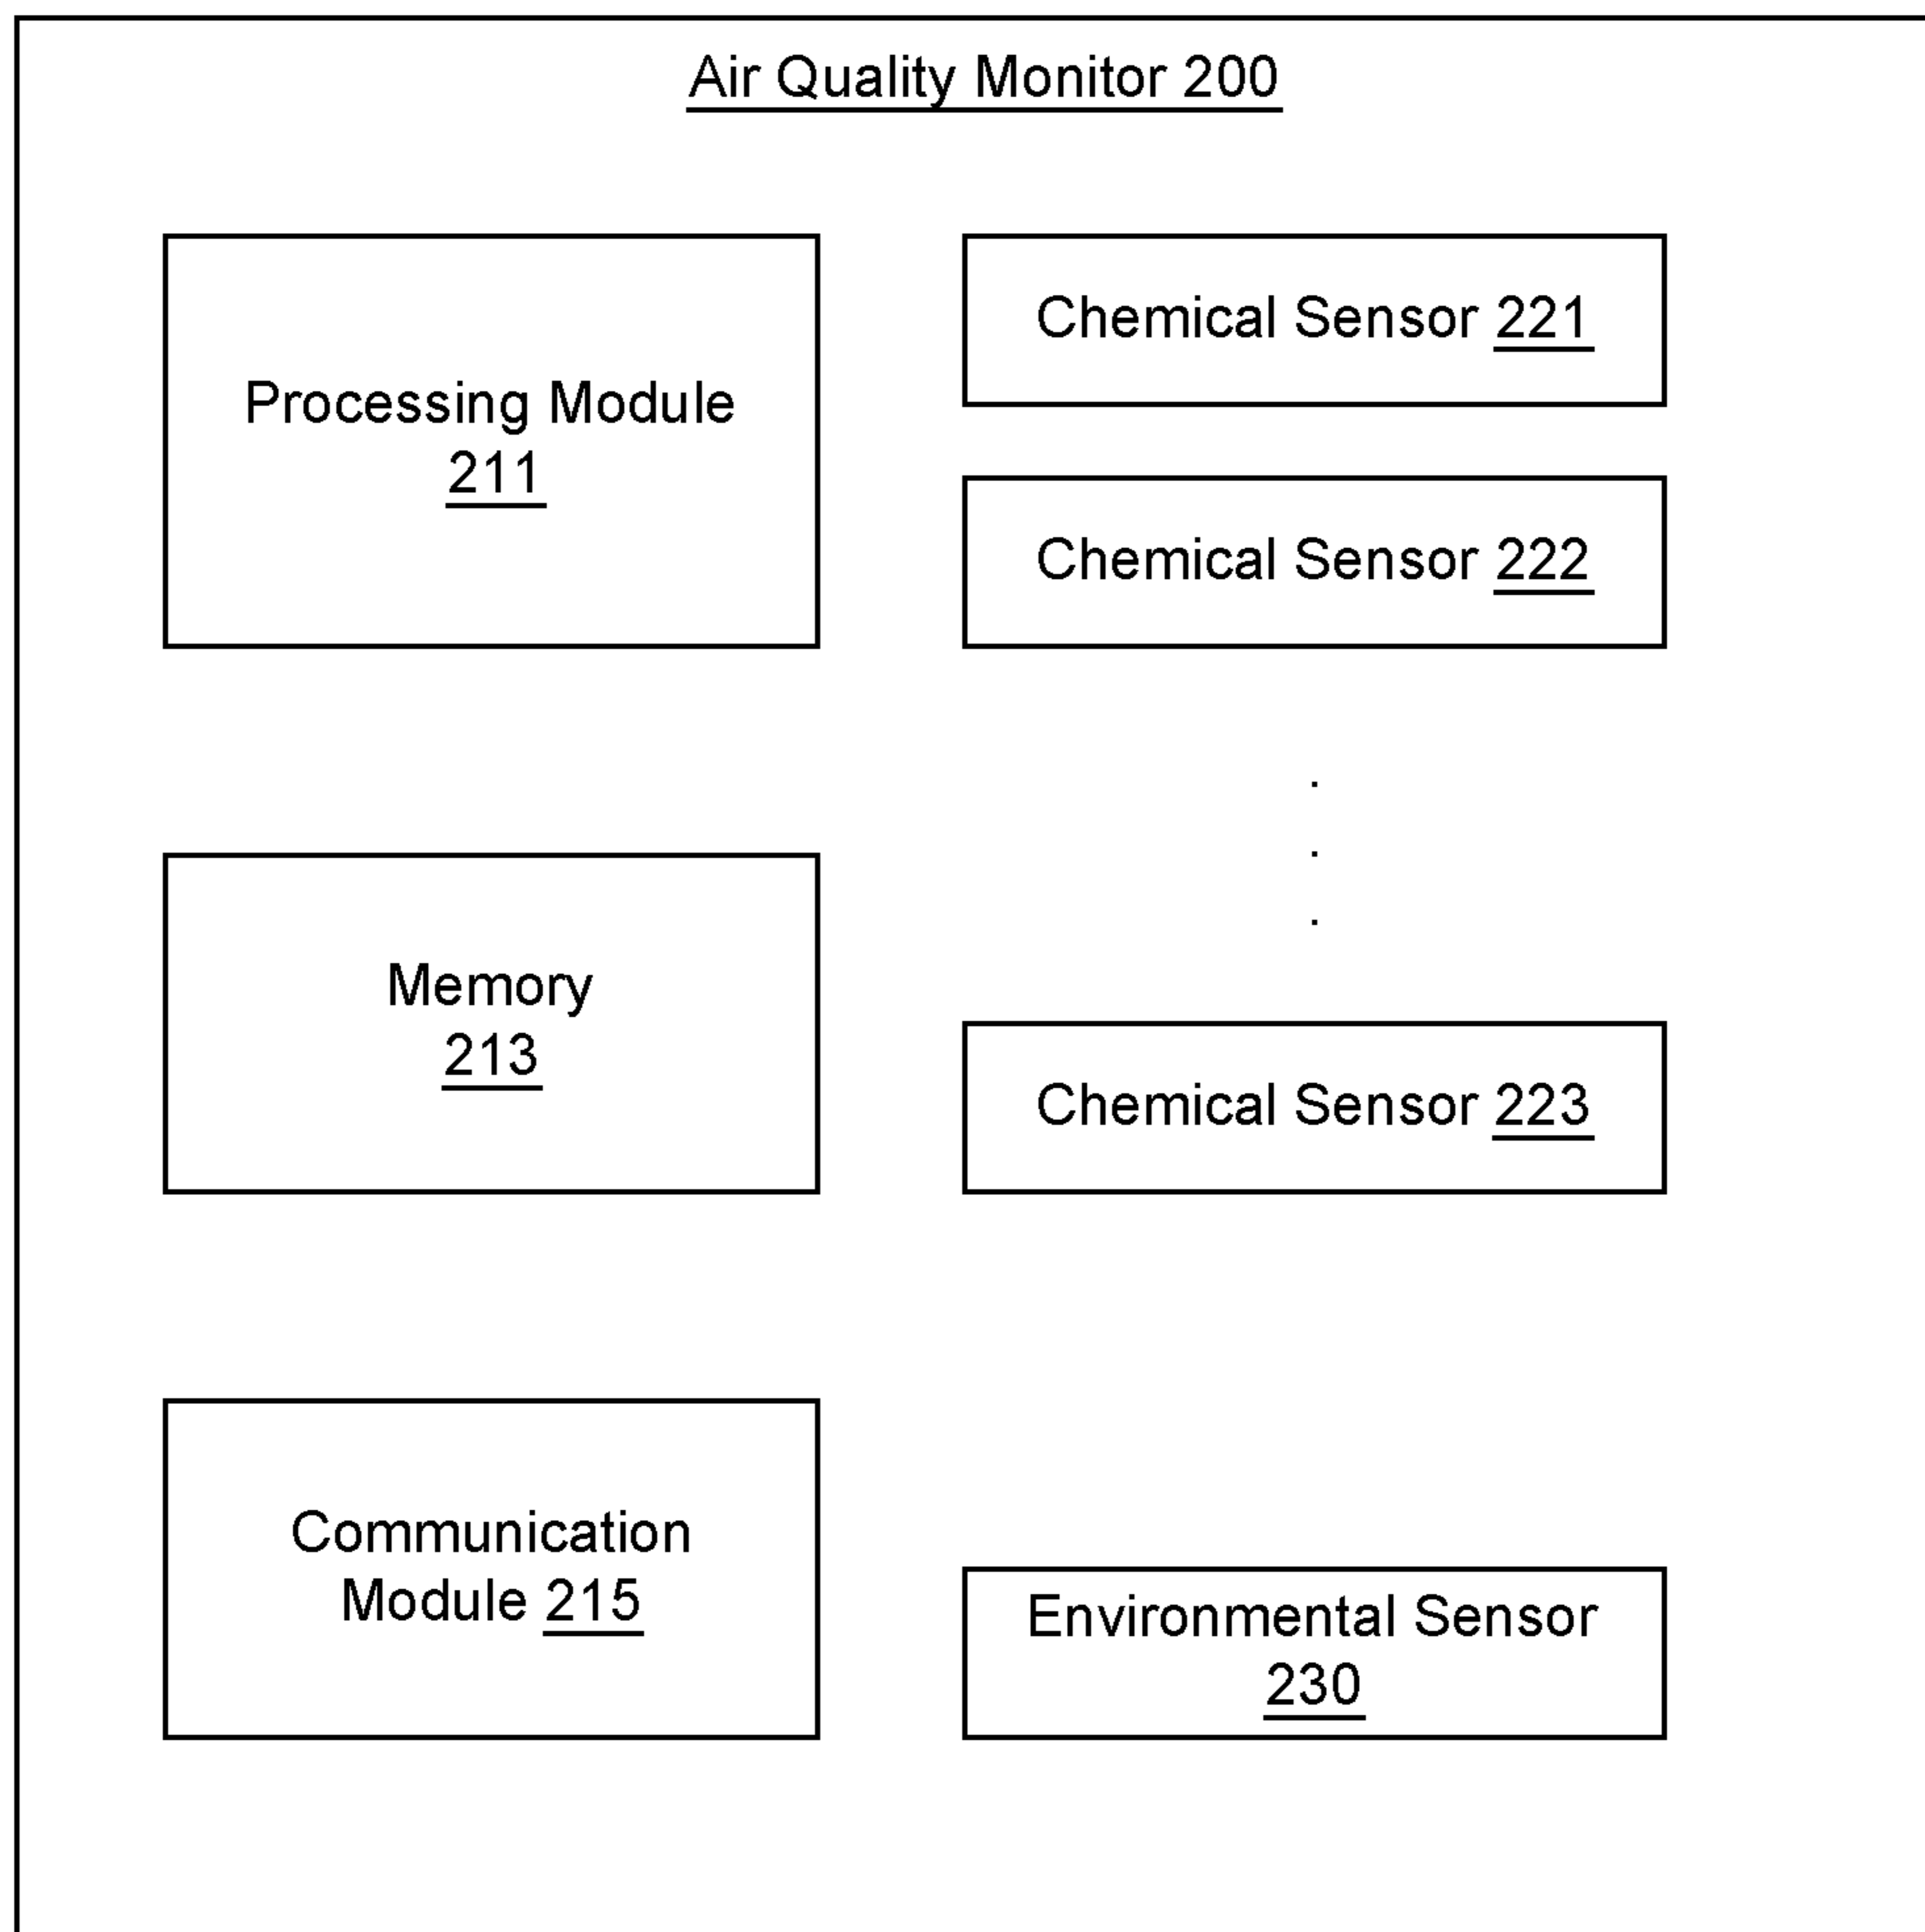 Air Quality Monitor 200
Processing Module
211
Chemical Sensor 221
Chemical Sensor 222
.
.
.
Memory
213
Chemical Sensor 223
Communication
Module 215
Environmental Sensor
230